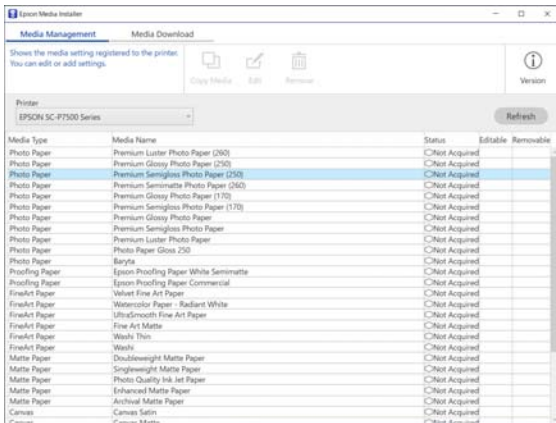 Epson Media Installer
Media Management Media Download
Shows the media setting registered to the printer.
You can edit or add settings.
Copy Media Edit Remove Version
Printer
EPSON SC-P7500 Series Refresh
Media Type Media Name Status Editable Removable
Photo Paper Premium Luster Photo Paper (260) Not Acquired
Photo Paper Premium Glossy Photo Paper (250) Not Acquired
Photo Paper Premium Semigloss Photo Paper (250) Not Acquired
Photo Paper Premium Semimatte Photo Paper (260) Not Acquired
Photo Paper Premium Glossy Photo Paper (170) Not Acquired
Photo Paper Premium Semigloss Photo Paper (170) Not Acquired
Photo Paper Premium Glossy Photo Paper Not Acquired
Photo Paper Premium Semigloss Photo Paper Not Acquired
Photo Paper Premium Luster Photo Paper Not Acquired
Photo Paper Photo Paper Gloss 250 Not Acquired
Photo Paper Baryta Not Acquired
Proofing Paper Epson Proofing Paper White Semimatte Not Acquired
Proofing Paper Epson Proofing Paper Commercial Not Acquired
FineArt Paper Velvet Fine Art Paper Not Acquired
FineArt Paper Watercolor Paper - Radiant White Not Acquired
FineArt Paper UltraSmooth Fine Art Paper Not Acquired
FineArt Paper Fine Art Matte Not Acquired
FineArt Paper Washi Thin Not Acquired
FineArt Paper Washi Not Acquired
Matte Paper Doubleweight Matte Paper Not Acquired
Matte Paper Singleweight Matte Paper Not Acquired
Matte Paper Photo Quality Ink Jet Paper Not Acquired
Matte Paper Enhanced Matte Paper Not Acquired
Matte Paper Archival Matte Paper Not Acquired
Canvas Canvas Satin Not Acquired
Canvas Canvas Matte Not Acquired